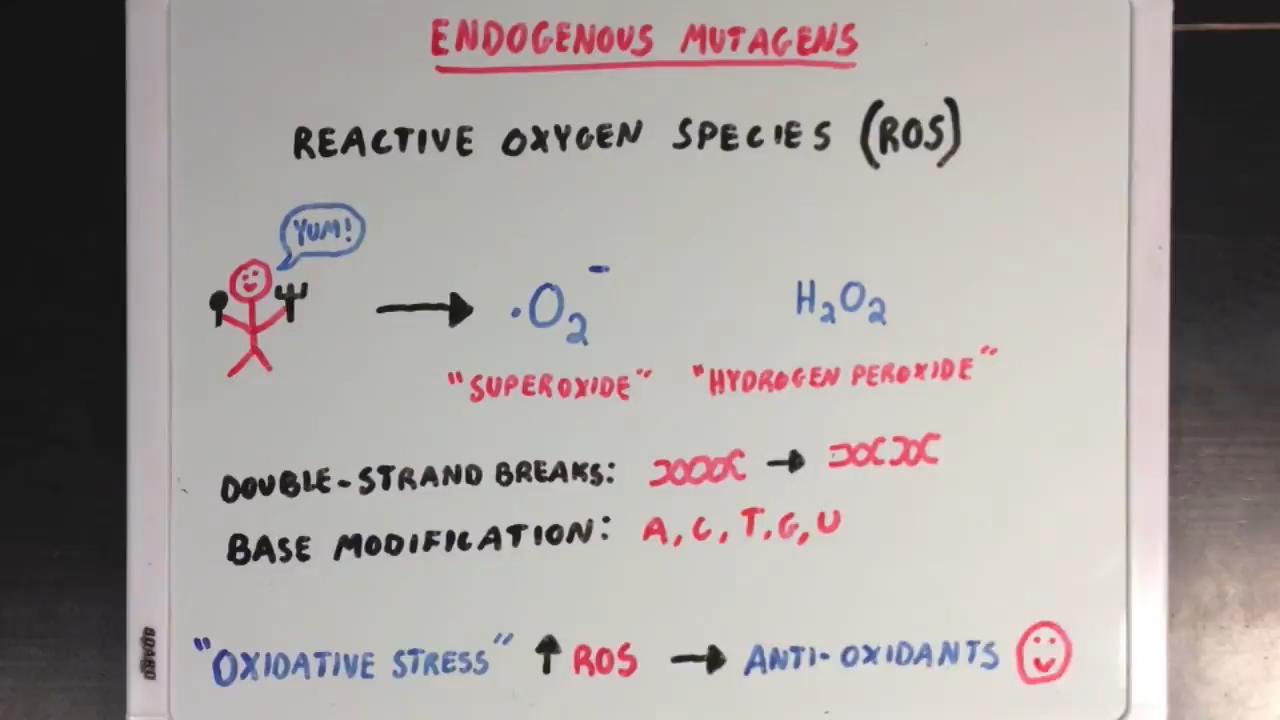 ENDOGENOUS MUTAGENS
REACTIVE OXYGEN SPECIES (ROS)
YUM!
·O₂⁻ H₂O₂
"SUPEROXIDE" "HYDROGEN PEROXIDE"
DOUBLE-STRAND BREAKS: →
BASE MODIFICATION: A, C, T, G, U
"OXIDATIVE STRESS" ↑ ROS → ANTI-OXIDANTS
BOARD